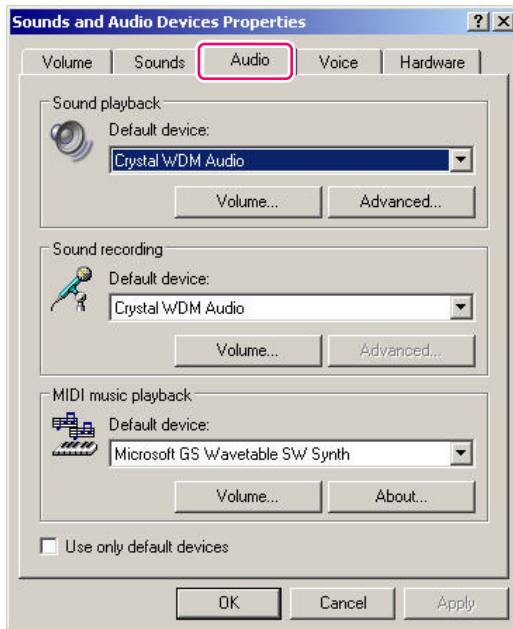 Sounds and Audio Devices Properties
Volume Sounds Audio Voice Hardware
Sound playback
Default device:
Crystal WDM Audio
Volume... Advanced...
Sound recording
Default device:
Crystal WDM Audio
Volume... Advanced...
MIDI music playback
Default device:
Microsoft GS Wavetable SW Synth
Volume... About...
Use only default devices
OK Cancel Apply